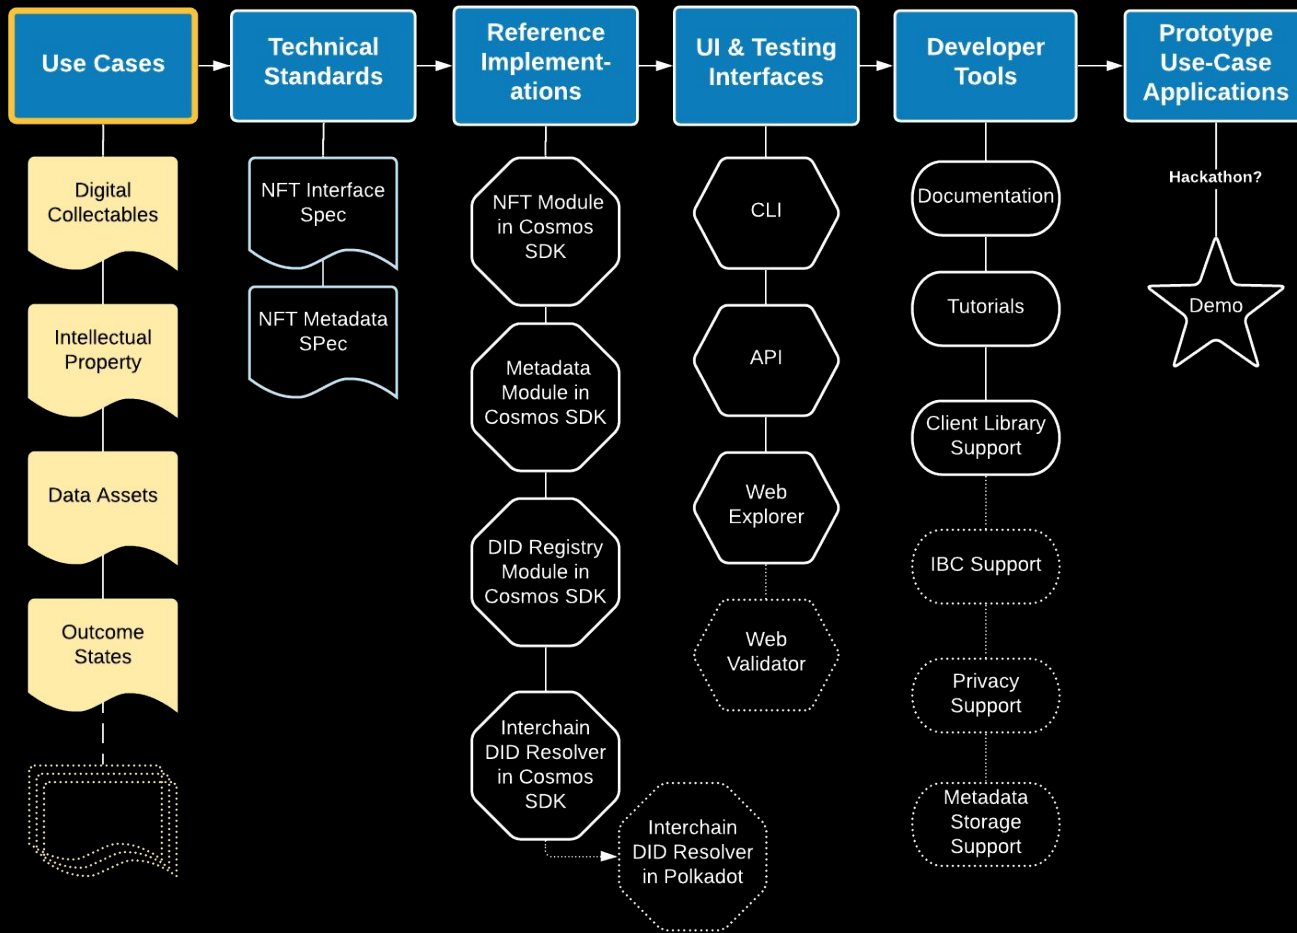 Use Cases
Technical
Standards
Reference
Implement-
ations
UI & Testing
Interfaces
Developer
Tools
Prototype
Use-Case
Applications
Digital
Collectables
Intellectual
Property
Data Assets
Outcome
States
NFT Interface
Spec
NFT Metadata
SPec
NFT Module
in Cosmos
SDK
Metadata
Module in
Cosmos SDK
DID Registry
Module in
Cosmos SDK
Interchain
DID Resolver
in Cosmos
SDK
Interchain
DID Resolver
in Polkadot
CLI
API
Web
Explorer
Web
Validator
Documentation
Tutorials
Client Library
Support
IBC Support
Privacy
Support
Metadata
Storage
Support
Hackathon?
Demo